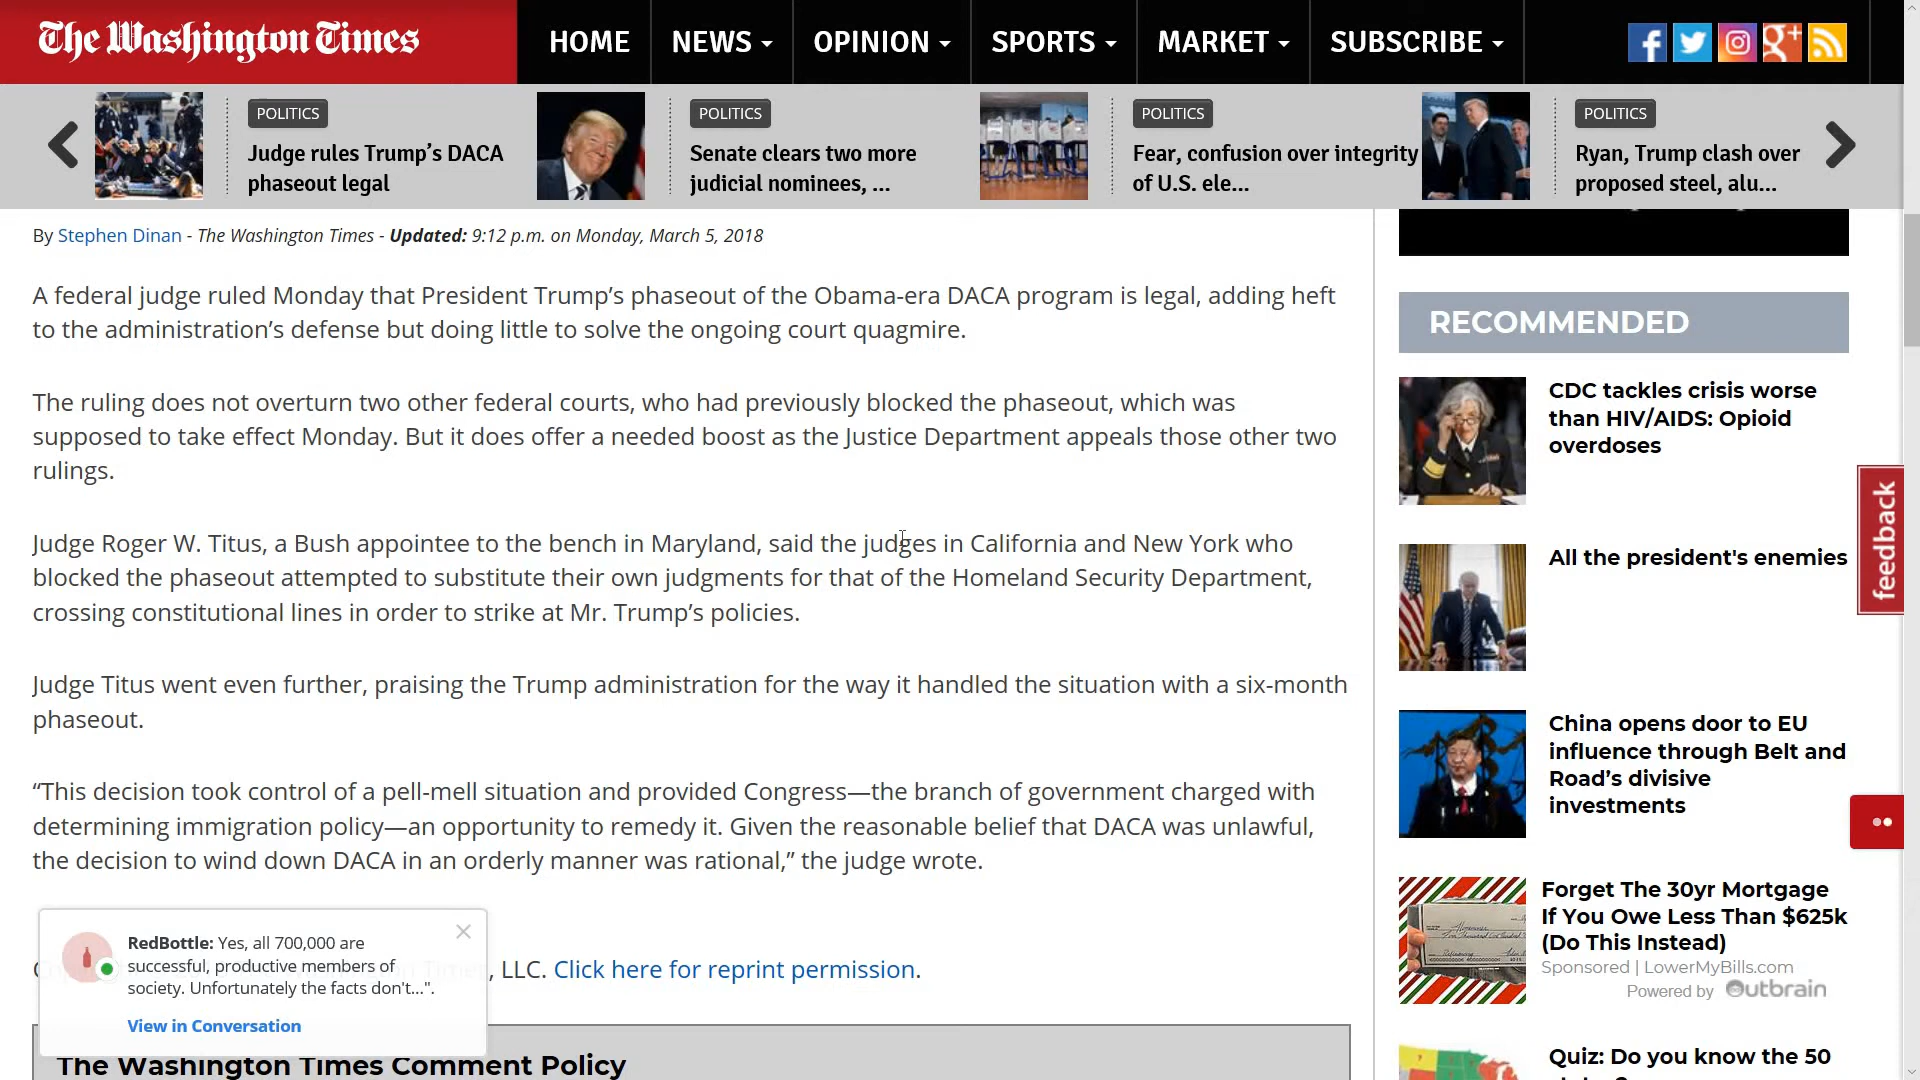 The Washington Times
HOME
NEWS
OPINION
SPORTS
MARKET
SUBSCRIBE
POLITICS
Judge rules Trump’s DACA
phaseout legal
POLITICS
Senate clears two more
judicial nominees, ...
POLITICS
Fear, confusion over integrity
of U.S. ele...
POLITICS
Ryan, Trump clash over
proposed steel, alu...
By Stephen Dinan - The Washington Times - Updated: 9:12 p.m. on Monday, March 5, 2018
A federal judge ruled Monday that President Trump’s phaseout of the Obama-era DACA program is legal, adding heft
to the administration’s defense but doing little to solve the ongoing court quagmire.
The ruling does not overturn two other federal courts, who had previously blocked the phaseout, which was
supposed to take effect Monday. But it does offer a needed boost as the Justice Department appeals those other two
rulings.
Judge Roger W. Titus, a Bush appointee to the bench in Maryland, said the judges in California and New York who
blocked the phaseout attempted to substitute their own judgments for that of the Homeland Security Department,
crossing constitutional lines in order to strike at Mr. Trump’s policies.
Judge Titus went even further, praising the Trump administration for the way it handled the situation with a six-month
phaseout.
“This decision took control of a pell-mell situation and provided Congress—the branch of government charged with
determining immigration policy—an opportunity to remedy it. Given the reasonable belief that DACA was unlawful,
the decision to wind down DACA in an orderly manner was rational,” the judge wrote.
, LLC. Click here for reprint permission.
RedBottle: Yes, all 700,000 are
successful, productive members of
society. Unfortunately the facts don't...".
View in Conversation
The Washington Times Comment Policy
RECOMMENDED
CDC tackles crisis worse
than HIV/AIDS: Opioid
overdoses
All the president's enemies
China opens door to EU
influence through Belt and
Road’s divisive
investments
Forget The 30yr Mortgage
If You Owe Less Than $625k
(Do This Instead)
Sponsored | LowerMyBills.com
Powered by Outbrain
Quiz: Do you know the 50
feedback